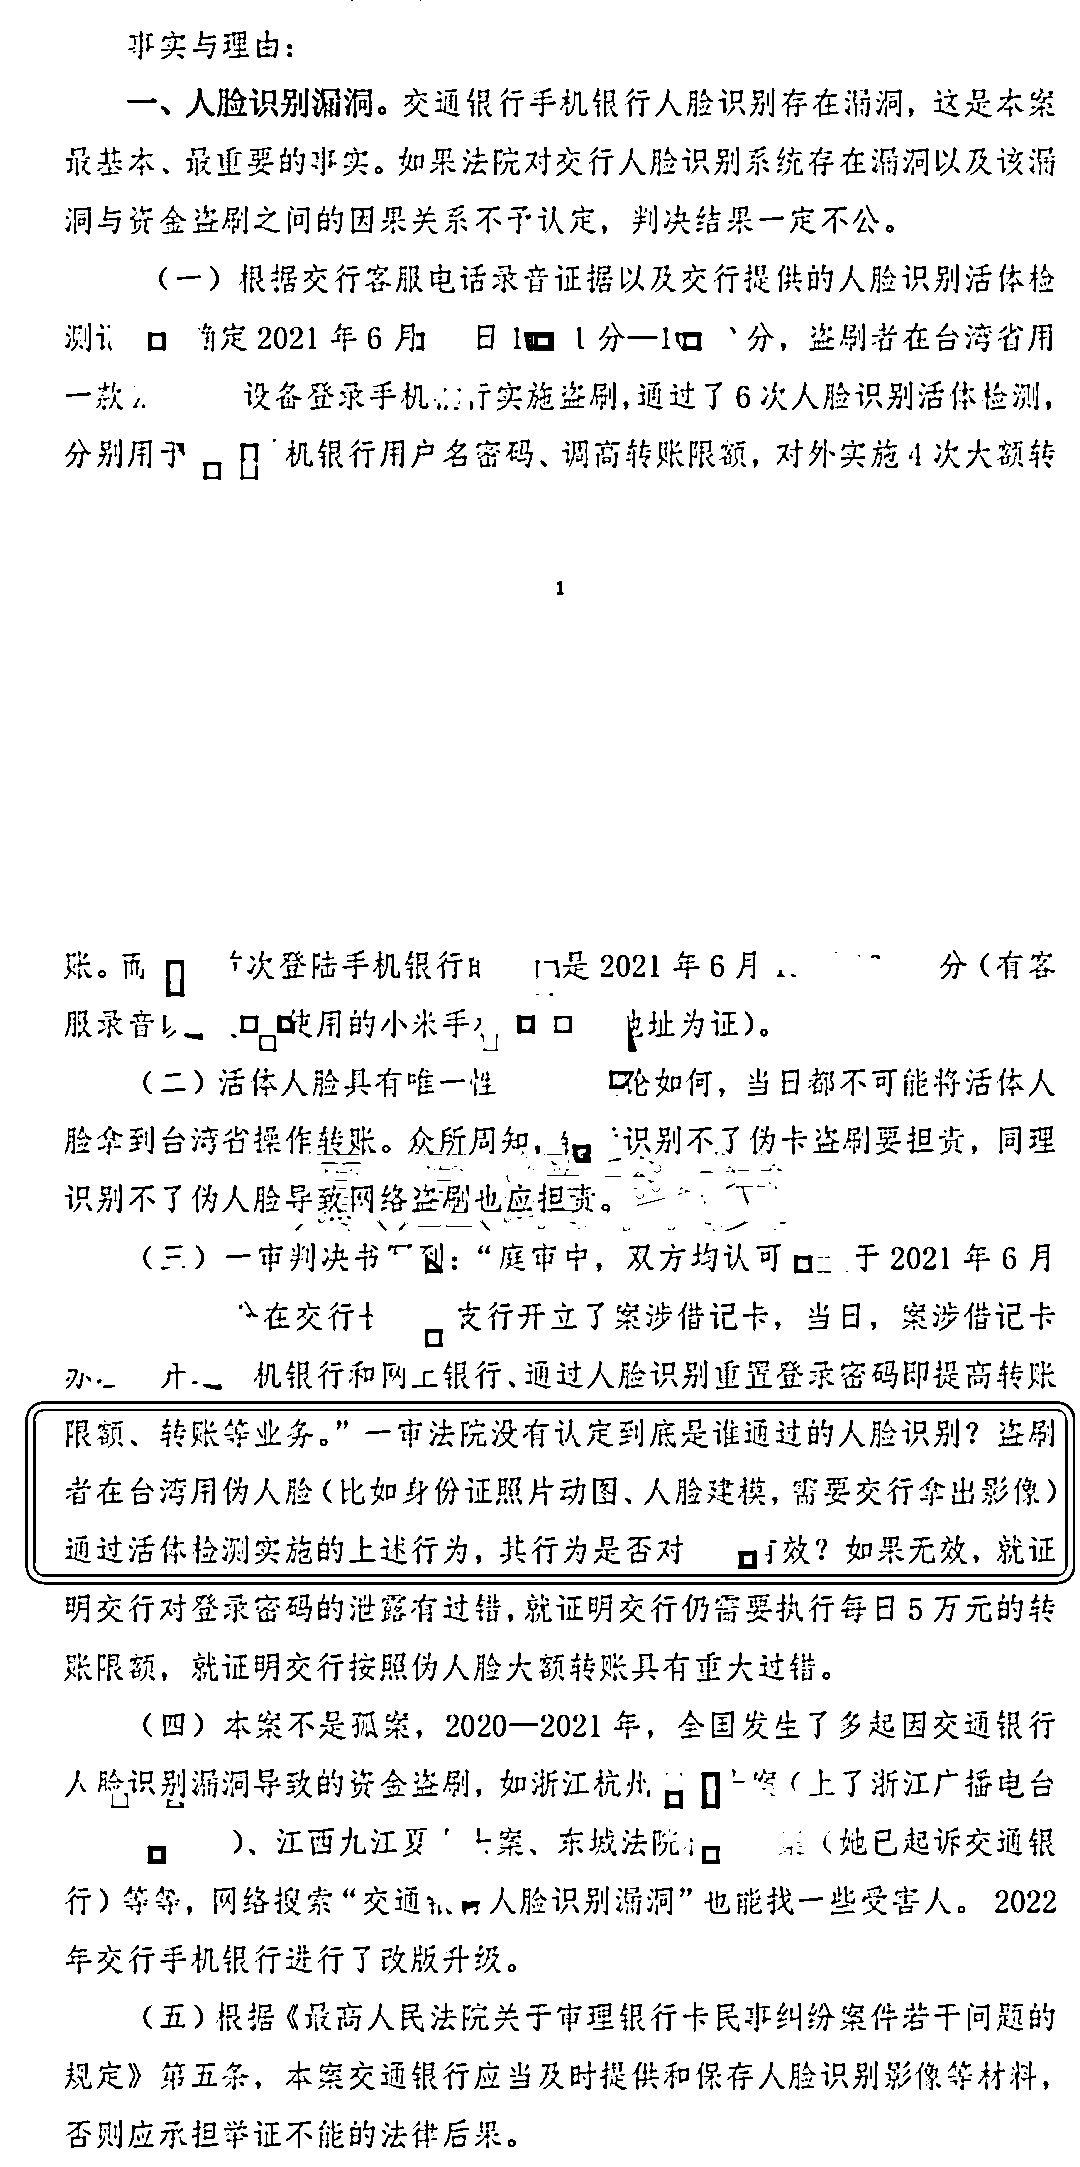 事实与理由：
一、人脸识别漏洞。交通银行手机银行人脸识别存在漏洞，这是本案
最基本、最重要的事实。如果法院对交行人脸识别系统存在漏洞以及该漏
洞与资金盗刷之间的因果关系不予认定，判决结果一定不公。
（一）根据交行客服电话录音证据以及交行提供的人脸识别活体检
测 定 2021 年 6 月 日 1 分—1 分，盗刷者在台湾省用
一款 设备登录手机 行实施盗刷，通过了 6 次人脸识别活体检测，
分别用于 机银行用户名密码、调高转账限额，对外实施 4 次大额转
1
账。而 次登陆手机银行 是 2021 年 6 月 分（有客
服录音 使用的小米手 址为证）。
（二）活体人脸具有唯一性 论如何，当日都不可能将活体人
脸拿到台湾省操作转账。众所周知， 识别不了伪卡盗刷要担责，同理
识别不了伪人脸导致网络盗刷也应担责。
（三）一审判决书 到：“庭审中，双方均认可 于 2021 年 6 月
在交行 支行开立了案涉借记卡，当日，案涉借记卡
机银行和网上银行、通过人脸识别重置登录密码即提高转账
限额、转账等业务。”一审法院没有认定到底是谁通过的人脸识别？盗刷
者在台湾用伪人脸（比如身份证照片动图、人脸建模，需要交行拿出影像）
通过活体检测实施的上述行为，其行为是否对 效？如果无效，就证
明交行对登录密码的泄露有过错，就证明交行仍需要执行每日 5 万元的转
账限额，就证明交行按照伪人脸大额转账具有重大过错。
（四）本案不是孤案，2020—2021 年，全国发生了多起因交通银行
人脸识别漏洞导致的资金盗刷，如浙江杭州 案（上了浙江广播电台
）、江西九江夏 案、东城法院 案（她已起诉交通银
行）等等，网络搜索“交通 人脸识别漏洞”也能找一些受害人。 2022
年交行手机银行进行了改版升级。
（五）根据《最高人民法院关于审理银行卡民事纠纷案件若干问题的
规定》第五条，本案交通银行应当及时提供和保存人脸识别影像等材料，
否则应承担举证不能的法律后果。